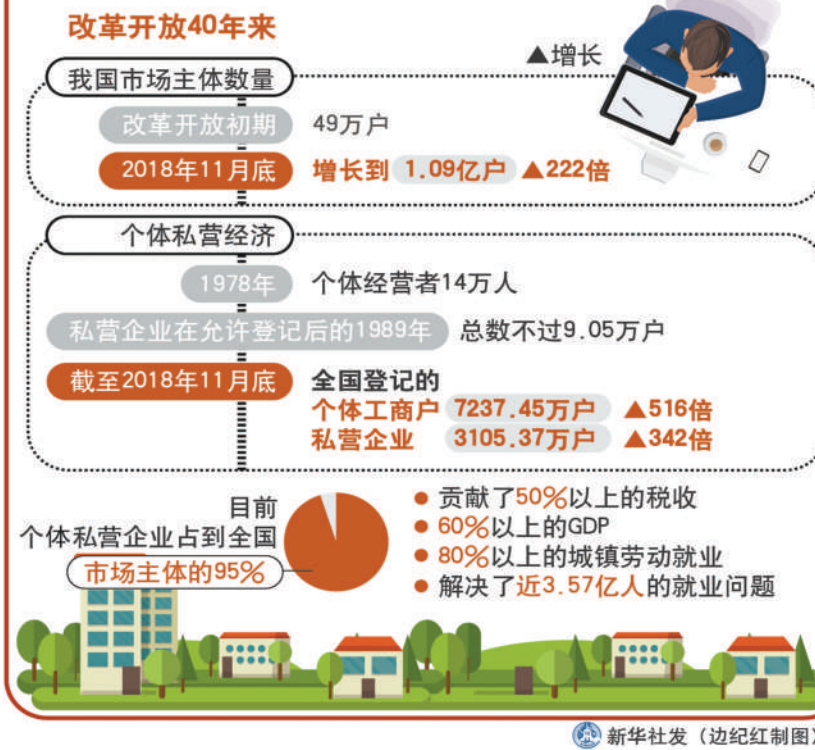 改革开放40年来
▲增长
我国市场主体数量
改革开放初期 49万户
2018年11月底 增长到 1.09亿户 ▲222倍
个体私营经济
1978年 个体经营者14万人
私营企业在允许登记后的1989年 总数不过9.05万户
截至2018年11月底 全国登记的
个体工商户 7237.45万户 ▲516倍
私营企业 3105.37万户 ▲342倍
目前
个体私营企业占到全国
市场主体的95%
贡献了50%以上的税收
60%以上的GDP
80%以上的城镇劳动就业
解决了近3.57亿人的就业问题
新华社发（边纪红制图）